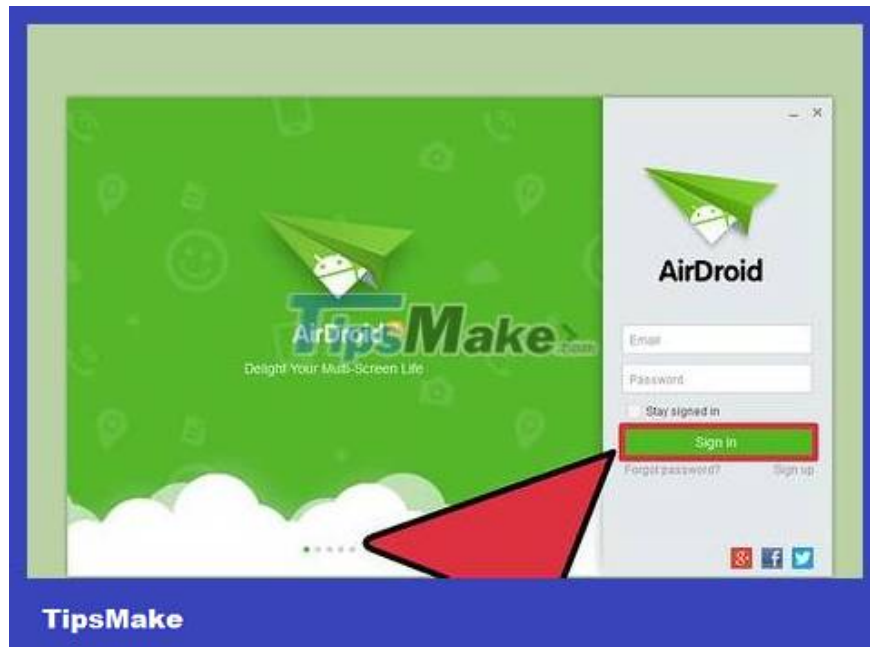 AirDroid
TipsMake.com
Delight Your Multi-Screen Life
AirDroid
Email
Password
Stay signed in
Sign in
Forgot password?
Sign up
TipsMake